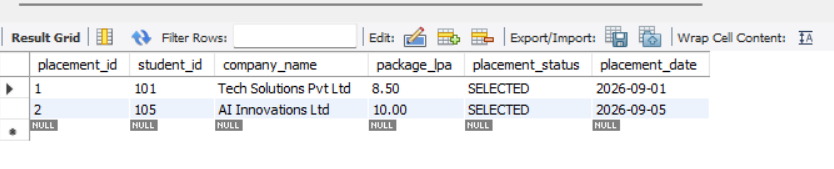 Result Grid Filter Rows: Edit: Export/Import: Wrap Cell Content: IA
placement_id student_id company_name package_lpa placement_status placement_date
1 101 Tech Solutions Pvt Ltd 8.50 SELECTED 2026-09-01
2 105 AI Innovations Ltd 10.00 SELECTED 2026-09-05
NULL NULL NULL NULL NULL NULL